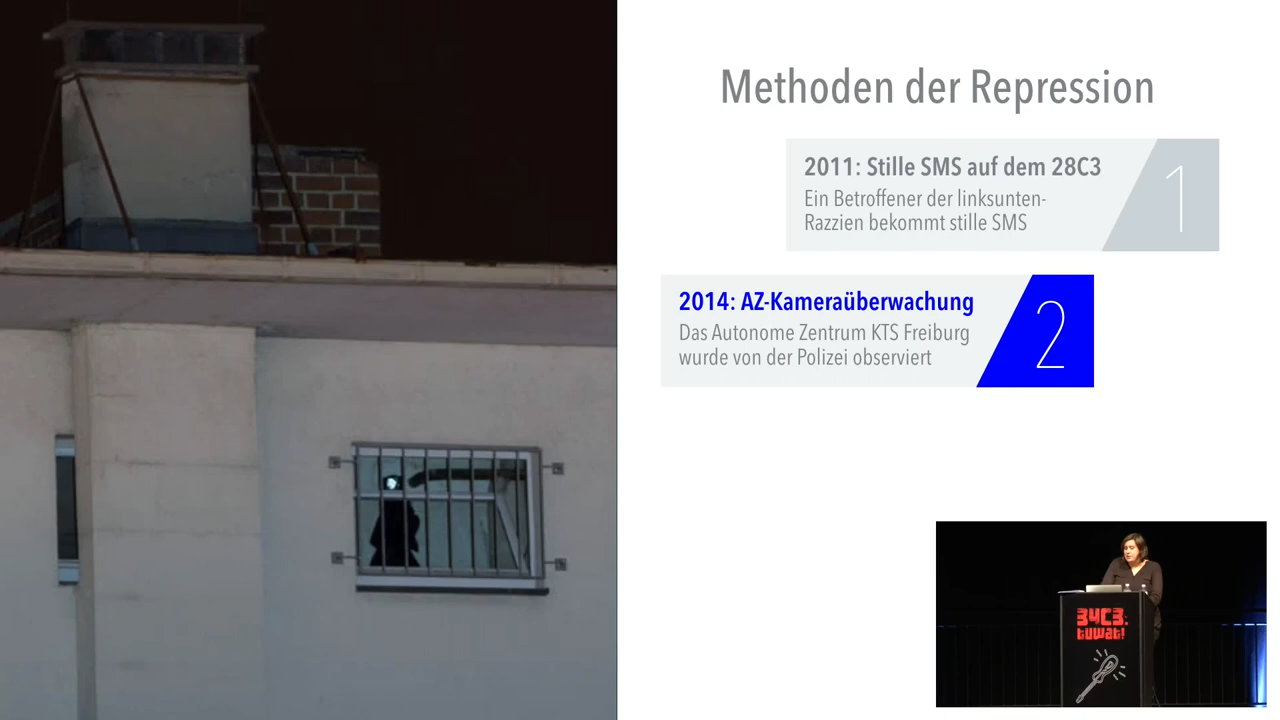 Methoden der Repression
2011: Stille SMS auf dem 28C3
Ein Betroffener der linksunten-
Razzien bekommt stille SMS
1
2014: AZ-Kameraüberwachung
Das Autonome Zentrum KTS Freiburg
wurde von der Polizei observiert
2
34C3.
tuwat!